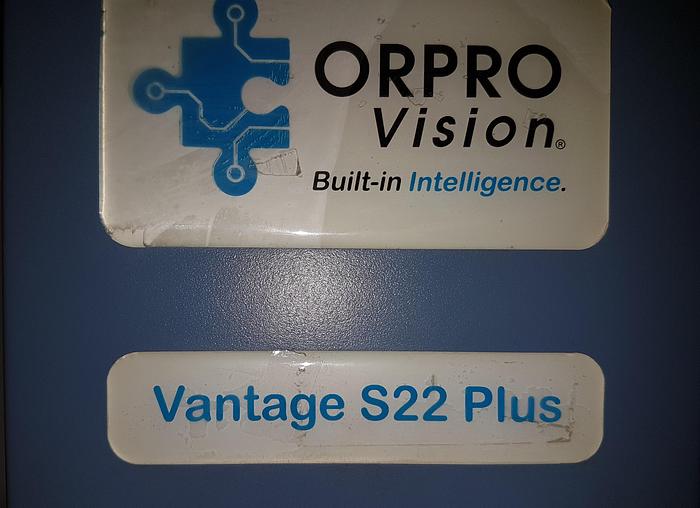 ORPRO
Vision®
Built-in Intelligence.
Vantage S22 Plus